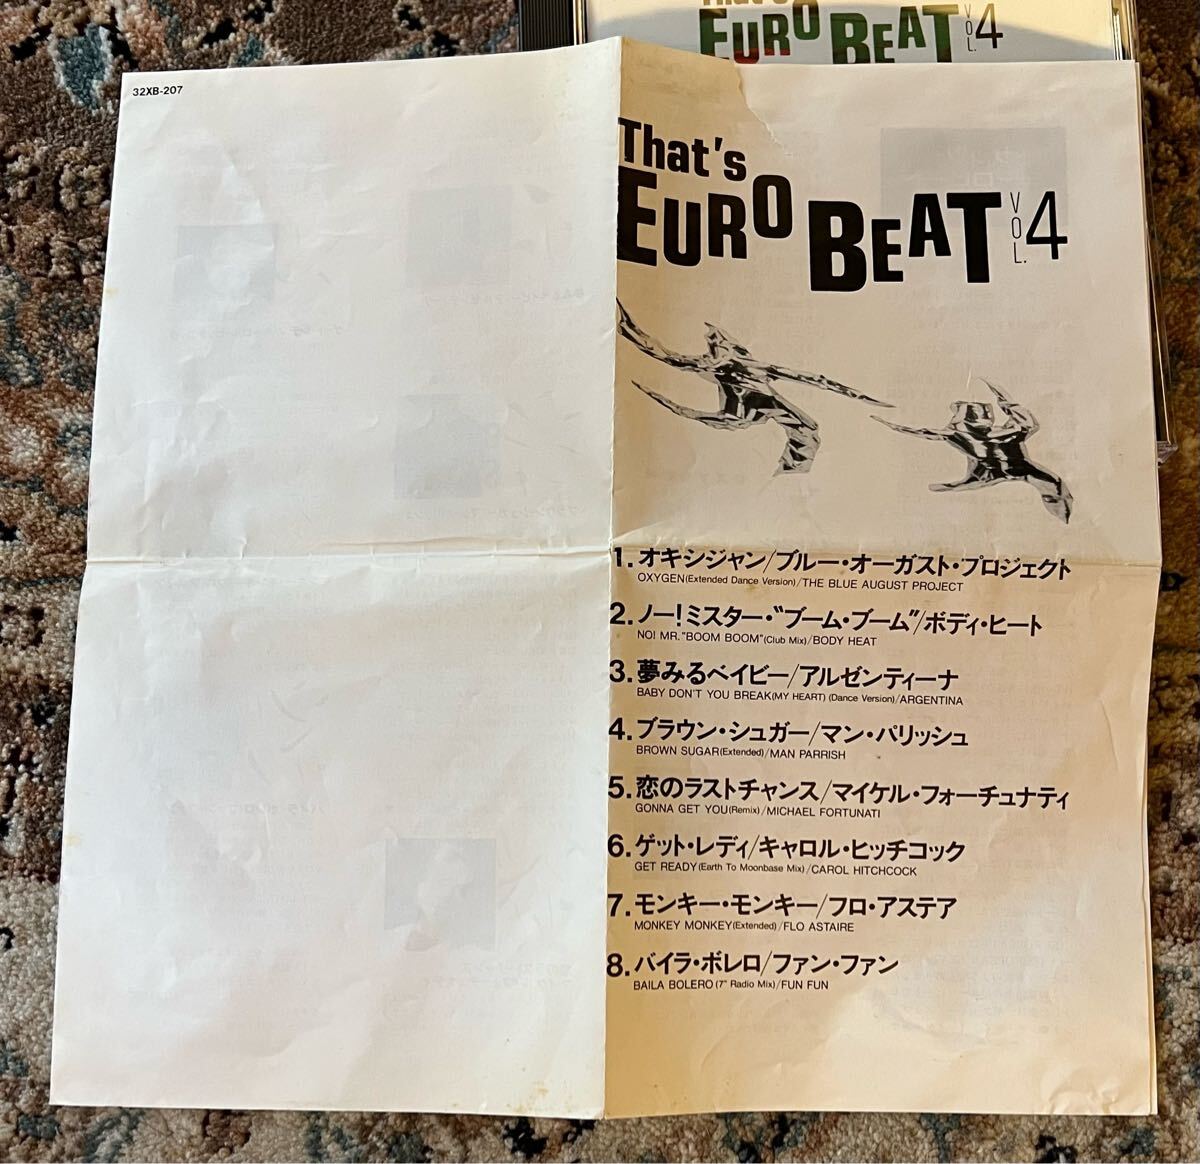 That's
EURO BEAT VOL.4
32XB-207
That's
EURO BEAT VOL.4
1. オキシジャン/ブルー・オーガスト・プロジェクト
OXYGEN(Extended Dance Version)/THE BLUE AUGUST PROJECT
2. ノー!ミスター・“ブーム・ブーム”/ボディ・ヒート
NO! MR. "BOOM BOOM"(Club Mix)/BODY HEAT
3. 夢みるベイビー/アルゼンティーナ
BABY DON'T YOU BREAK(MY HEART) (Dance Version)/ARGENTINA
4. ブラウン・シュガー/マン・パリッシュ
BROWN SUGAR(Extended)/MAN PARRISH
5. 恋のラストチャンス/マイケル・フォーチュナティ
GONNA GET YOU(Remix)/MICHAEL FORTUNATI
6. ゲット・レディ/キャロル・ヒッチコック
GET READY(Earth To Moonbase Mix)/CAROL HITCHCOCK
7. モンキー・モンキー/フロ・アステア
MONKEY MONKEY(Extended)/FLO ASTAIRE
8. バイラ・ボレロ/ファン・ファン
BAILA BOLERO(7" Radio Mix)/FUN FUN